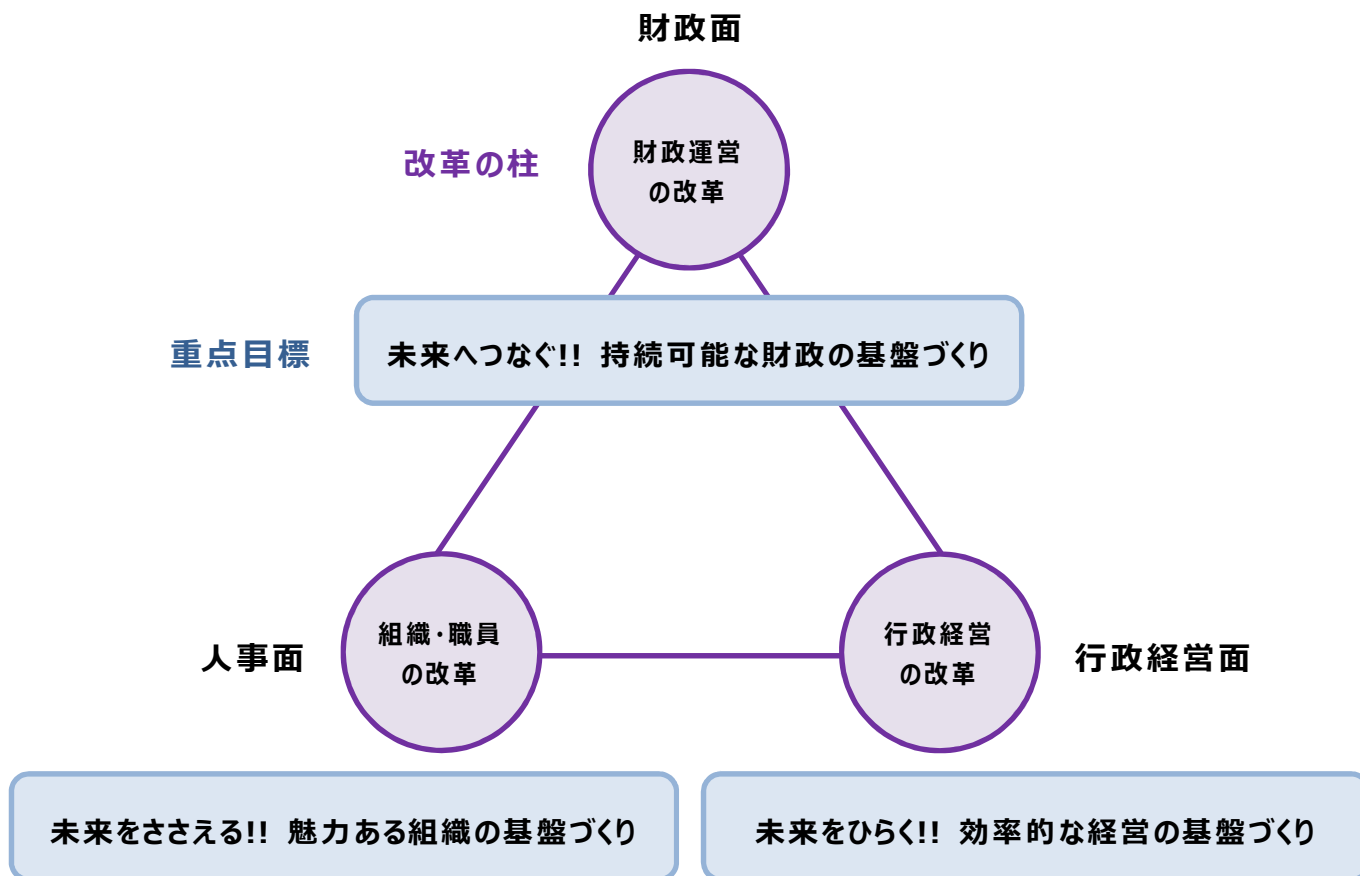 財政面
改革の柱
財政運営
の改革
重点目標
未来へつなぐ!! 持続可能な財政の基盤づくり
人事面
組織・職員
の改革
行政経営
の改革
行政経営面
未来をささえる!! 魅力ある組織の基盤づくり
未来をひらく!! 効率的な経営の基盤づくり